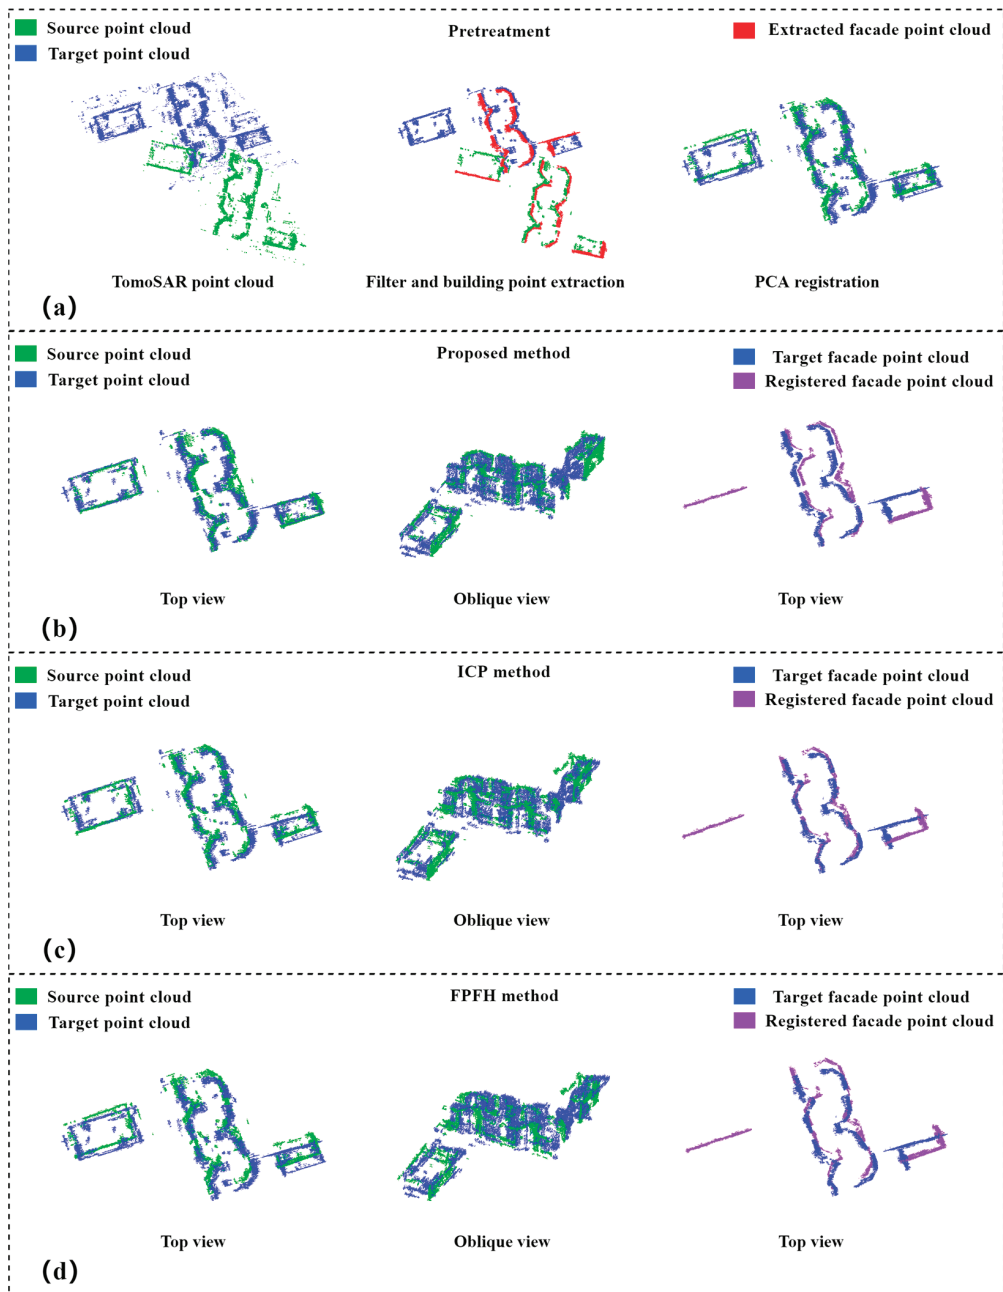 Source point cloud
Target point cloud
Pretreatment
Extracted facade point cloud
TomoSAR point cloud
Filter and building point extraction
PCA registration
(a)
Source point cloud
Target point cloud
Proposed method
Target facade point cloud
Registered facade point cloud
Top view
Oblique view
Top view
(b)
Source point cloud
Target point cloud
ICP method
Target facade point cloud
Registered facade point cloud
Top view
Oblique view
Top view
(c)
Source point cloud
Target point cloud
FPFH method
Target facade point cloud
Registered facade point cloud
Top view
Oblique view
Top view
(d)